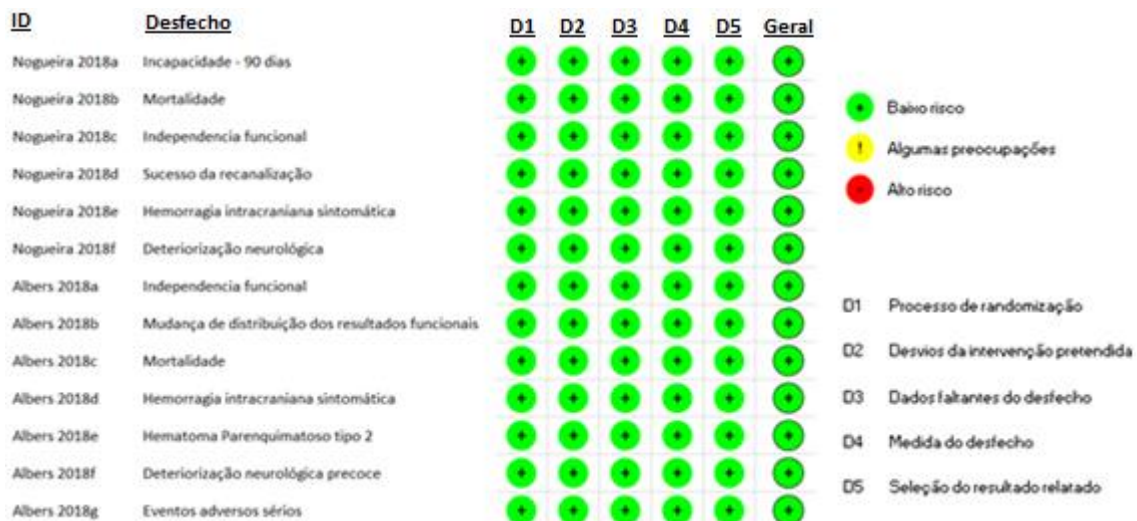 ID Desfecho D1 D2 D3 D4 D5 Geral
Nogueira 2018a Incapacidade - 90 dias + + + + + +
Nogueira 2018b Mortalidade + + + + + +
Nogueira 2018c Independencia funcional + + + + + +
Nogueira 2018d Sucesso da recanalização + + + + + +
Nogueira 2018e Hemorragia intracraniana sintomática + + + + + +
Nogueira 2018f Deteriorização neurológica + + + + + +
Albers 2018a Independencia funcional + + + + + +
Albers 2018b Mudança de distribuição dos resultados funcionais + + + + + +
Albers 2018c Mortalidade + + + + + +
Albers 2018d Hemorragia intracraniana sintomática + + + + + +
Albers 2018e Hematoma Parenquimatoso tipo 2 + + + + + +
Albers 2018f Deteriorização neurológica precoce + + + + + +
Albers 2018g Eventos adversos sérios + + + + + +
+ Baixo risco
! Algumas preocupações
Alto risco
D1 Processo de randomização
D2 Desvios da intervenção pretendida
D3 Dados faltantes do desfecho
D4 Medida do desfecho
D5 Seleção do resultado relatado